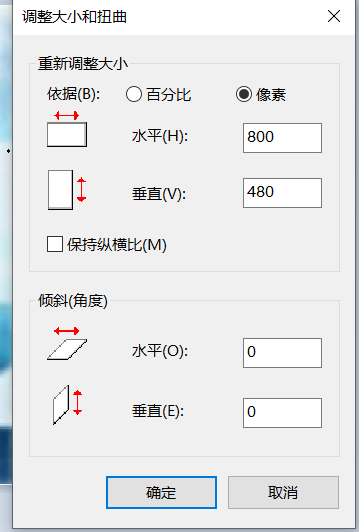 调整大小和扭曲
重新调整大小
依据(B): 百分比 像素
水平(H): 800
垂直(V): 480
保持纵横比(M)
倾斜(角度)
水平(O): 0
垂直(E): 0
确定 取消